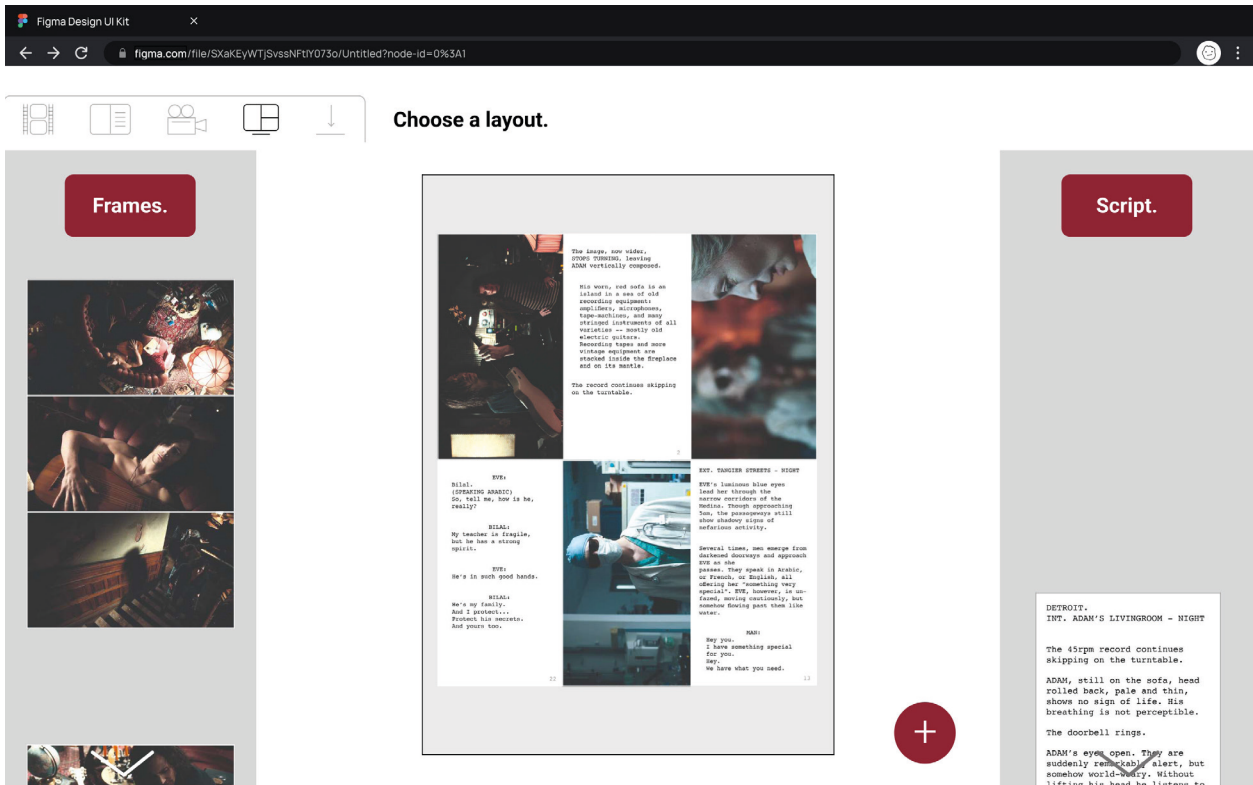 Figma Design UI Kit
figma.com/file/SXaKEyWTjSvssNFtlY073o/Untitled?node-id=0%3A1
Choose a layout.
Frames.
The image, now wider,
STOPS TURNING, leaving
ADAM vertically composed.
His worn, red sofa is an
island in a sea of old
recording equipment:
amplifiers, microphones,
tape-machines, and many
stringed instruments of all
varieties -- mostly old
electric guitars.
Recording tapes and more
vintage equipment are
stacked inside the fireplace
and on its mantle.
The record continues skipping
on the turntable.
EVE:
Bilal.
(SPEAKING ARABIC)
So, tell me, how is he,
really?
BILAL:
My teacher is fragile,
but he has a strong
spirit.
EVE:
He's in such good hands.
BILAL:
He's my family.
And I protect...
Protect his secrets.
And yours too.
22
EXT. TANGIER STREETS - NIGHT
EVE's luminous blue eyes
lead her through the
narrow corridors of the
Medina. Though approaching
5am, the passageways still
show shadowy signs of
nefarious activity.
Several times, men emerge from
darkened doorways and approach
EVE as she
passes. They speak in Arabic,
or French, or English, all
offering her "something very
special". EVE, however, is un-
fazed, moving cautiously, but
somehow flowing past them like
water.
MAN:
Hey you.
I have something special
for you.
Hey.
We have what you need.
Script.
DETROIT.
INT. ADAM'S LIVINGROOM - NIGHT
The 45rpm record continues
skipping on the turntable.
ADAM, still on the sofa, head
rolled back, pale and thin,
shows no sign of life. His
breathing is not perceptible.
The doorbell rings.
ADAM's eyes open. They are
suddenly remarkably alert, but
somehow world-weary. Without
lifting his head he listens to